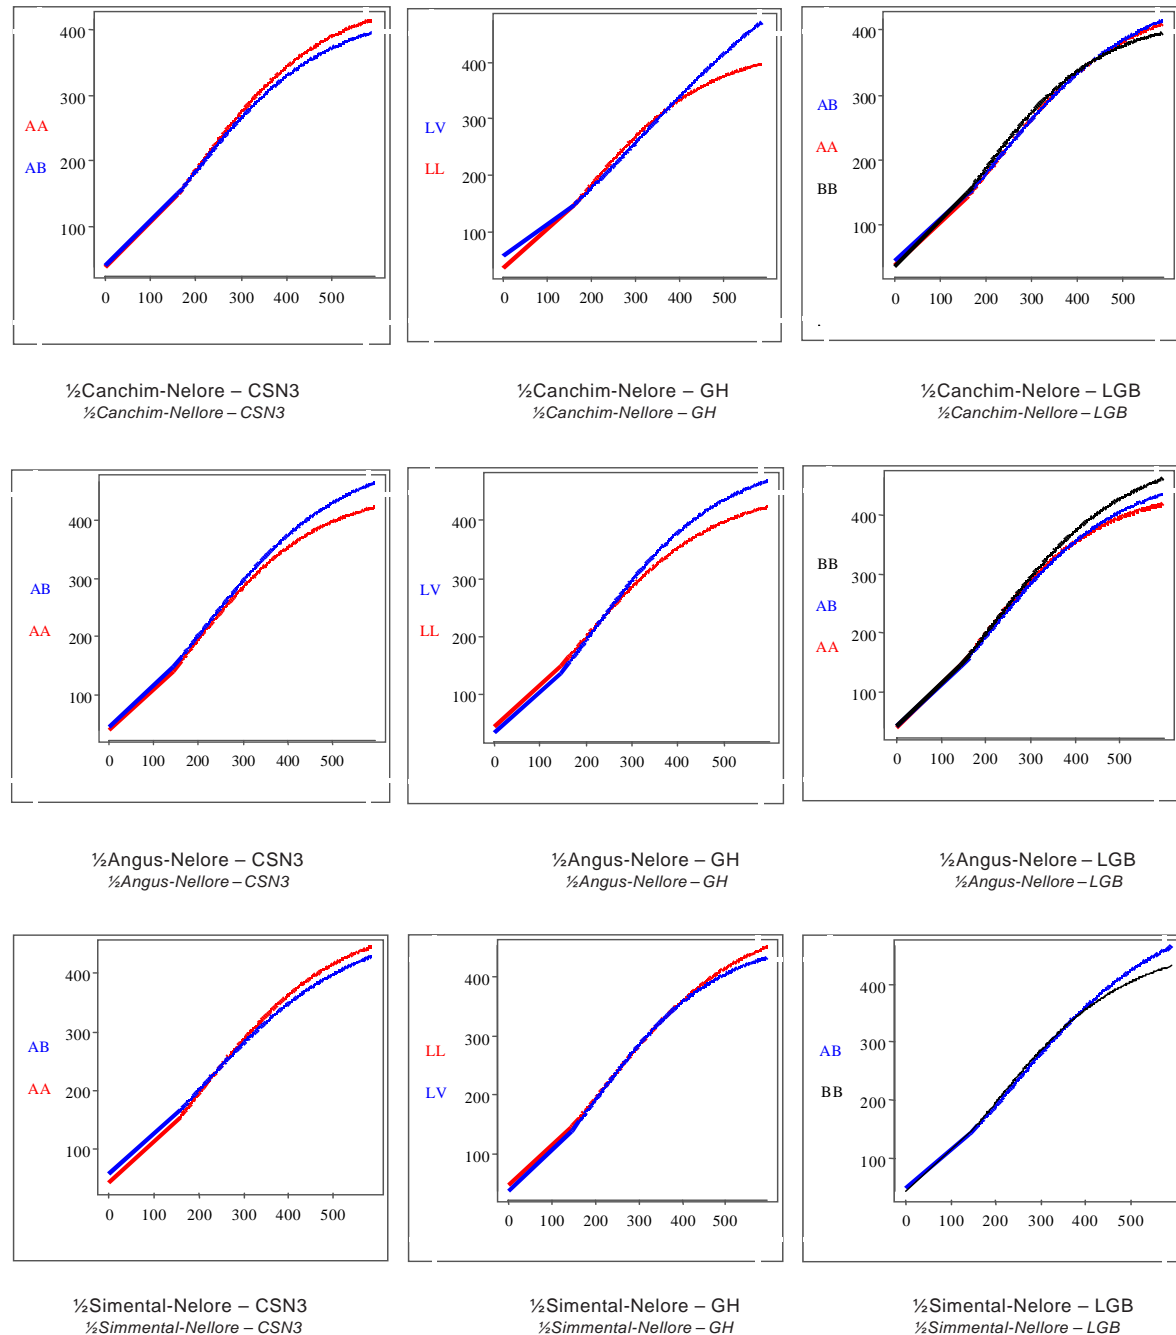 400
300
200
100
AA
AB
0 100 200 300 400 500
400
300
200
100
LV
LL
0 100 200 300 400 500
400
300
200
100
AB
AA
BB
0 100 200 300 400 500
½Canchim-Nelore – CSN3
½Canchim-Nellore – CSN3
½Canchim-Nelore – GH
½Canchim-Nellore – GH
½Canchim-Nelore – LGB
½Canchim-Nellore – LGB
400
300
200
100
AB
AA
0 100 200 300 400 500
400
300
200
100
LV
LL
0 100 200 300 400 500
400
300
200
100
BB
AB
AA
0 100 200 300 400 500
½Angus-Nelore – CSN3
½Angus-Nellore – CSN3
½Angus-Nelore – GH
½Angus-Nellore – GH
½Angus-Nelore – LGB
½Angus-Nellore – LGB
400
300
200
100
AB
AA
0 100 200 300 400 500
400
300
200
100
LL
LV
0 100 200 300 400 500
400
300
200
100
AB
BB
0 100 200 300 400 500
½Simental-Nelore – CSN3
½Simmental-Nellore – CSN3
½Simental-Nelore – GH
½Simmental-Nellore – GH
½Simental-Nelore – LGB
½Simmental-Nellore – LGB